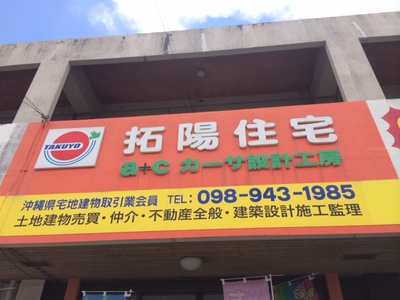 TAKUYO
拓陽住宅
a+c カーサ設計工房
沖縄県宅地建物取引業会員 TEL: 098-943-1985
土地建物売買・仲介・不動産全般・建築設計施工監理